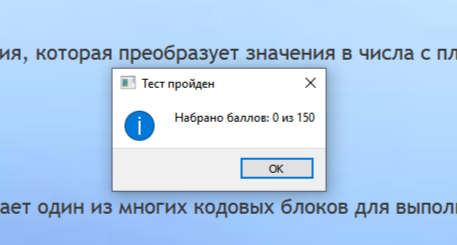 ия, которая преобразует значения в числа с пл
Тест пройден
Набрано баллов: 0 из 150
OK
ает один из многих кодовых блоков для выполн